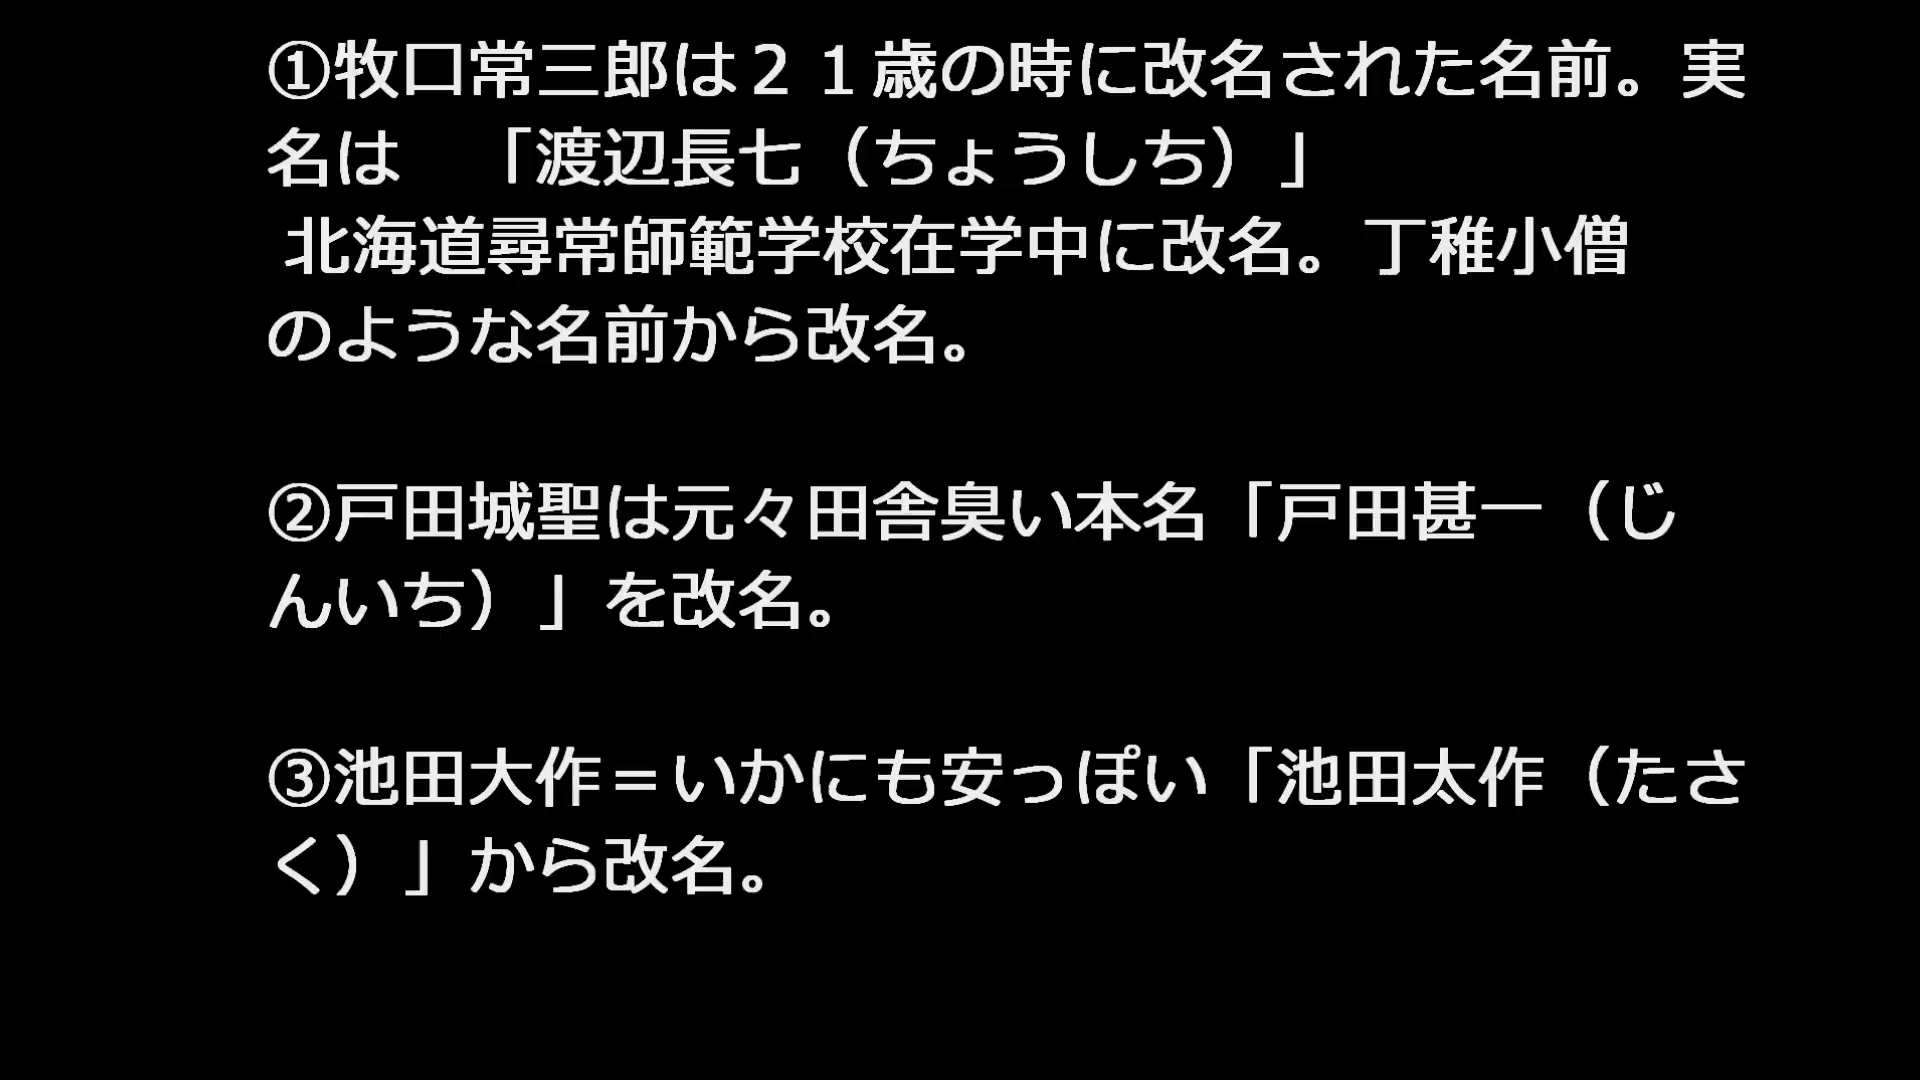 ①牧口常三郎は２１歳の時に改名された名前。実
名は　「渡辺長七（ちょうしち）」
北海道尋常師範学校在学中に改名。丁稚小僧
のような名前から改名。
②戸田城聖は元々田舎臭い本名「戸田甚一（じ
んいち）」を改名。
③池田大作＝いかにも安っぽい「池田太作（たさ
く）」から改名。